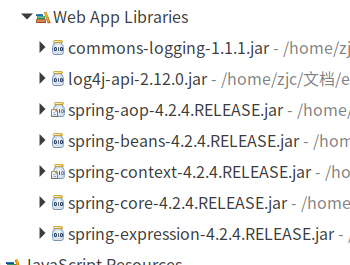 Web App Libraries
commons-logging-1.1.1.jar - /home/zj
log4j-api-2.12.0.jar - /home/zjc/文档/e
spring-aop-4.2.4.RELEASE.jar - /home
spring-beans-4.2.4.RELEASE.jar - /hom
spring-context-4.2.4.RELEASE.jar - /ho
spring-core-4.2.4.RELEASE.jar - /home
spring-expression-4.2.4.RELEASE.jar - /
JavaScript Resources